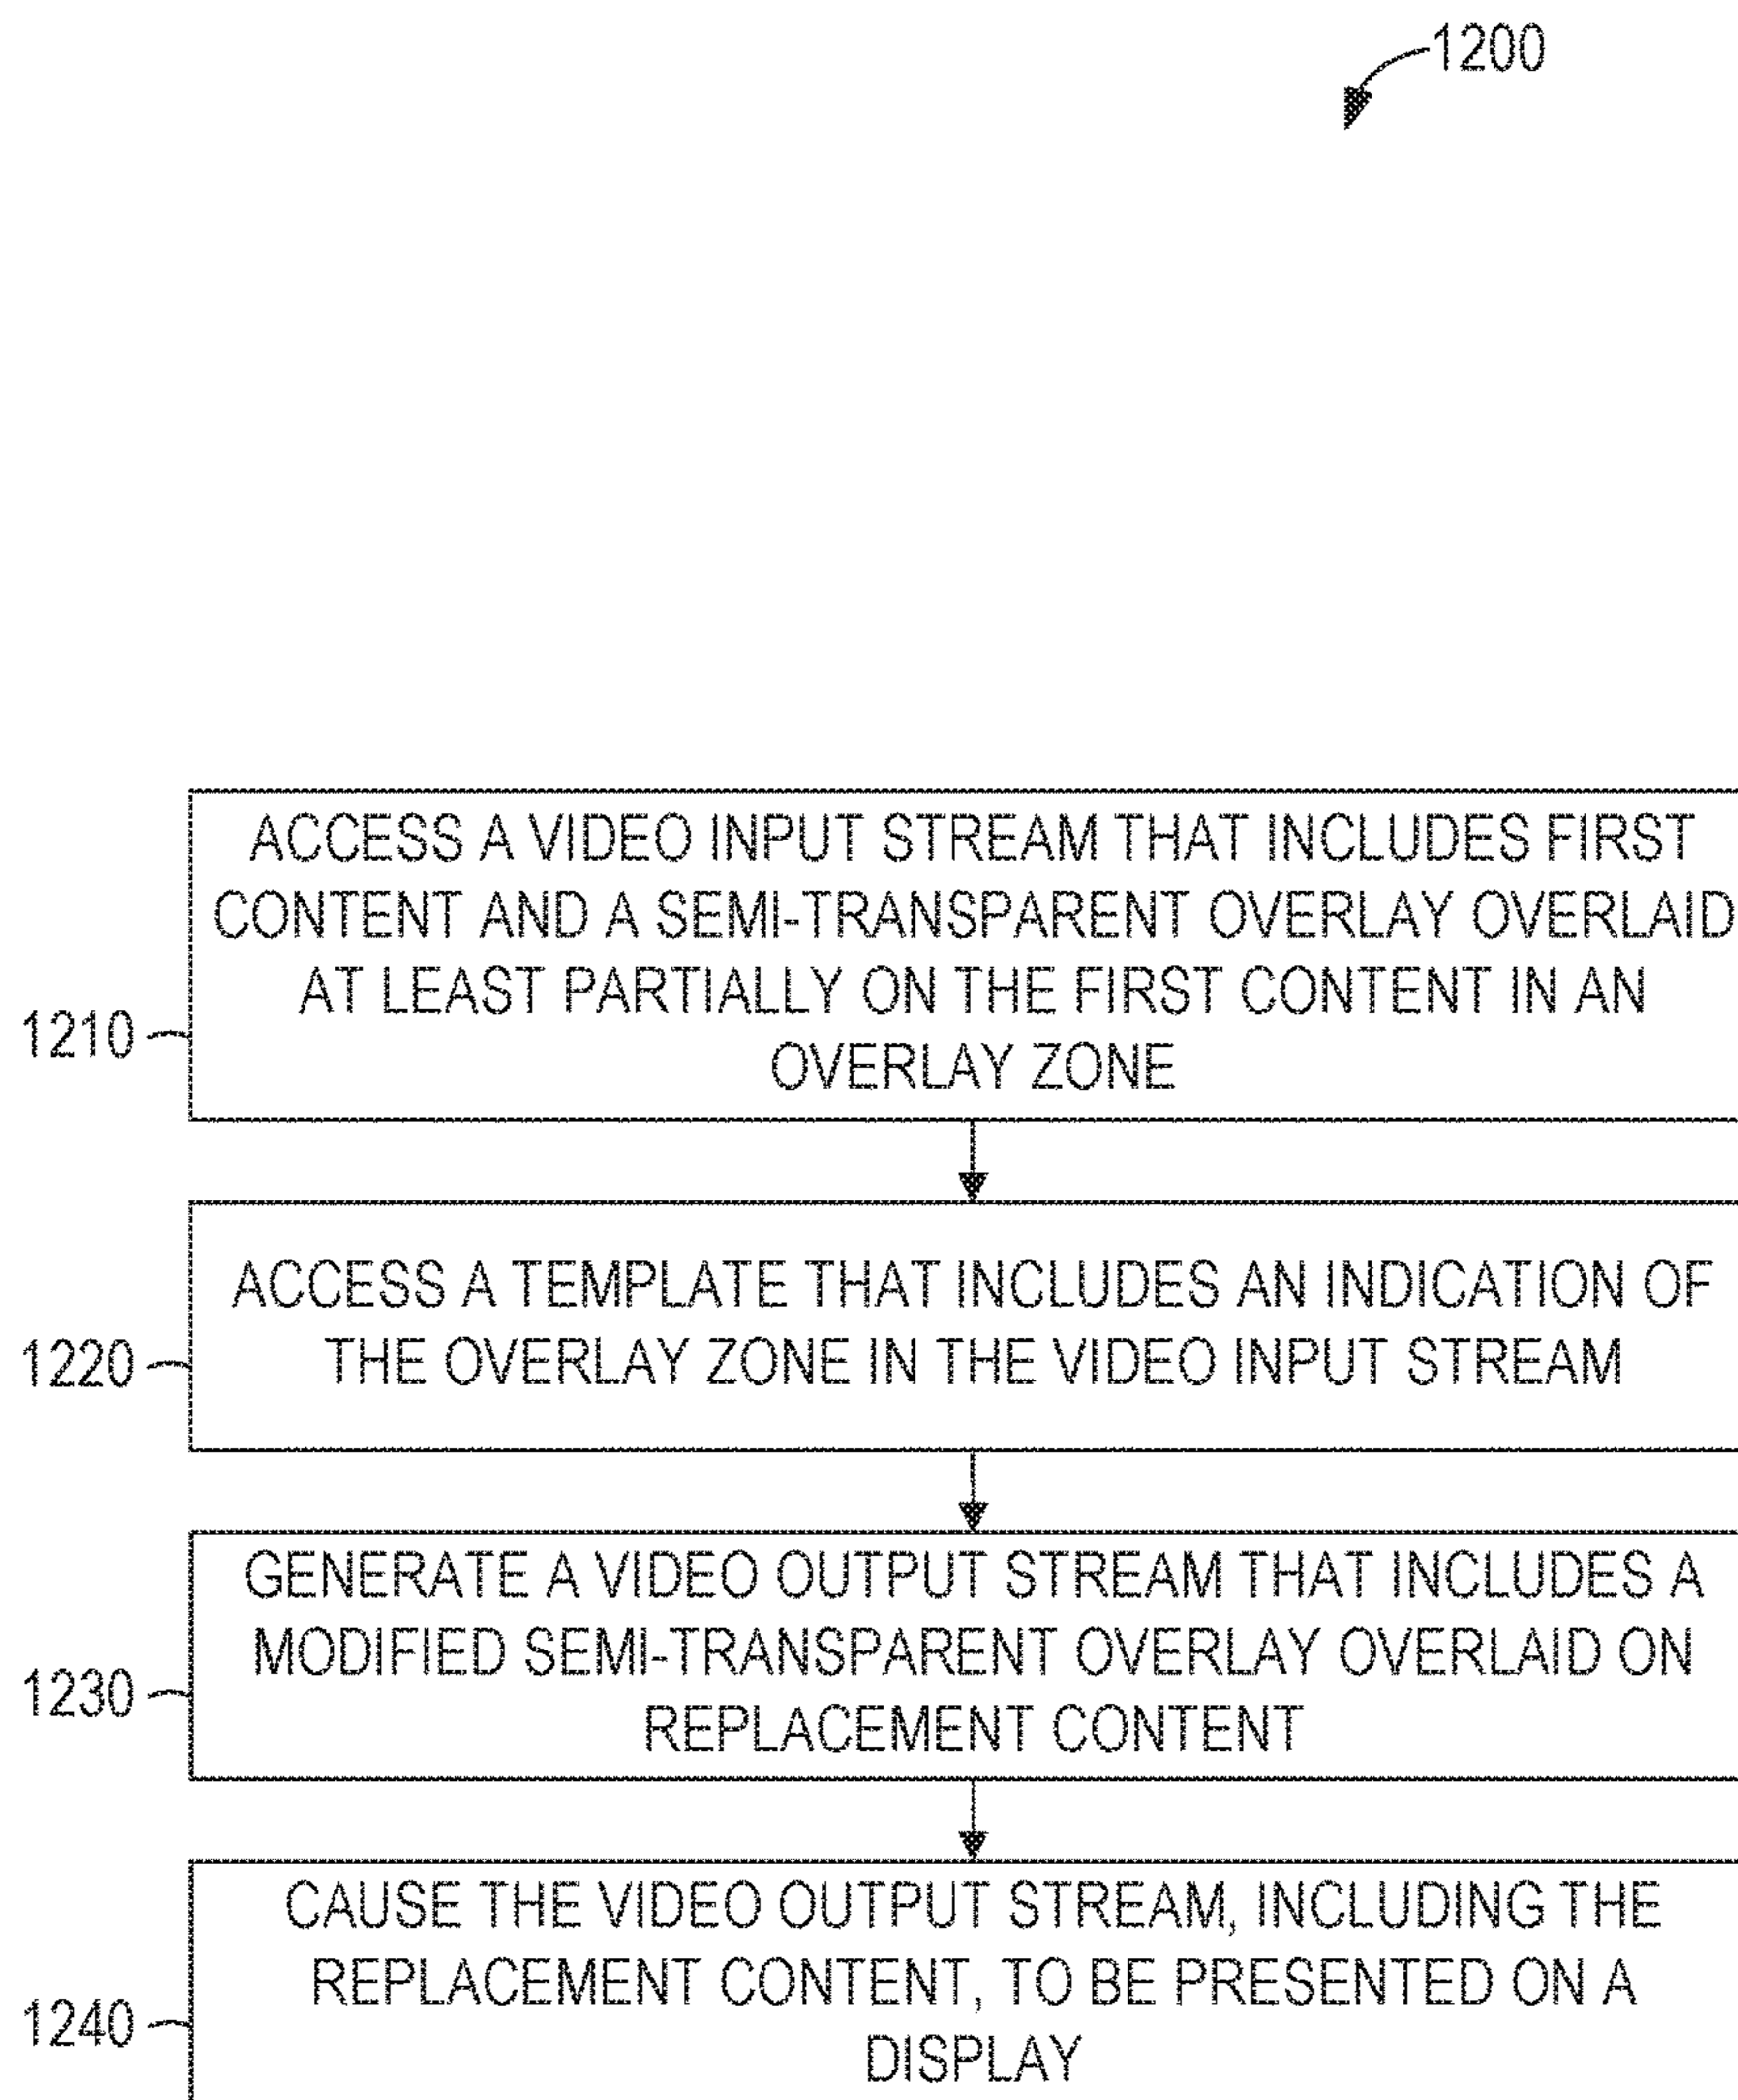 1200
ACCESS A VIDEO INPUT STREAM THAT INCLUDES FIRST
CONTENT AND A SEMI-TRANSPARENT OVERLAY OVERLAID
AT LEAST PARTIALLY ON THE FIRST CONTENT IN AN
OVERLAY ZONE
1210
ACCESS A TEMPLATE THAT INCLUDES AN INDICATION OF
THE OVERLAY ZONE IN THE VIDEO INPUT STREAM
1220
GENERATE A VIDEO OUTPUT STREAM THAT INCLUDES A
MODIFIED SEMI-TRANSPARENT OVERLAY OVERLAID ON
REPLACEMENT CONTENT
1230
CAUSE THE VIDEO OUTPUT STREAM, INCLUDING THE
REPLACEMENT CONTENT, TO BE PRESENTED ON A
DISPLAY
1240